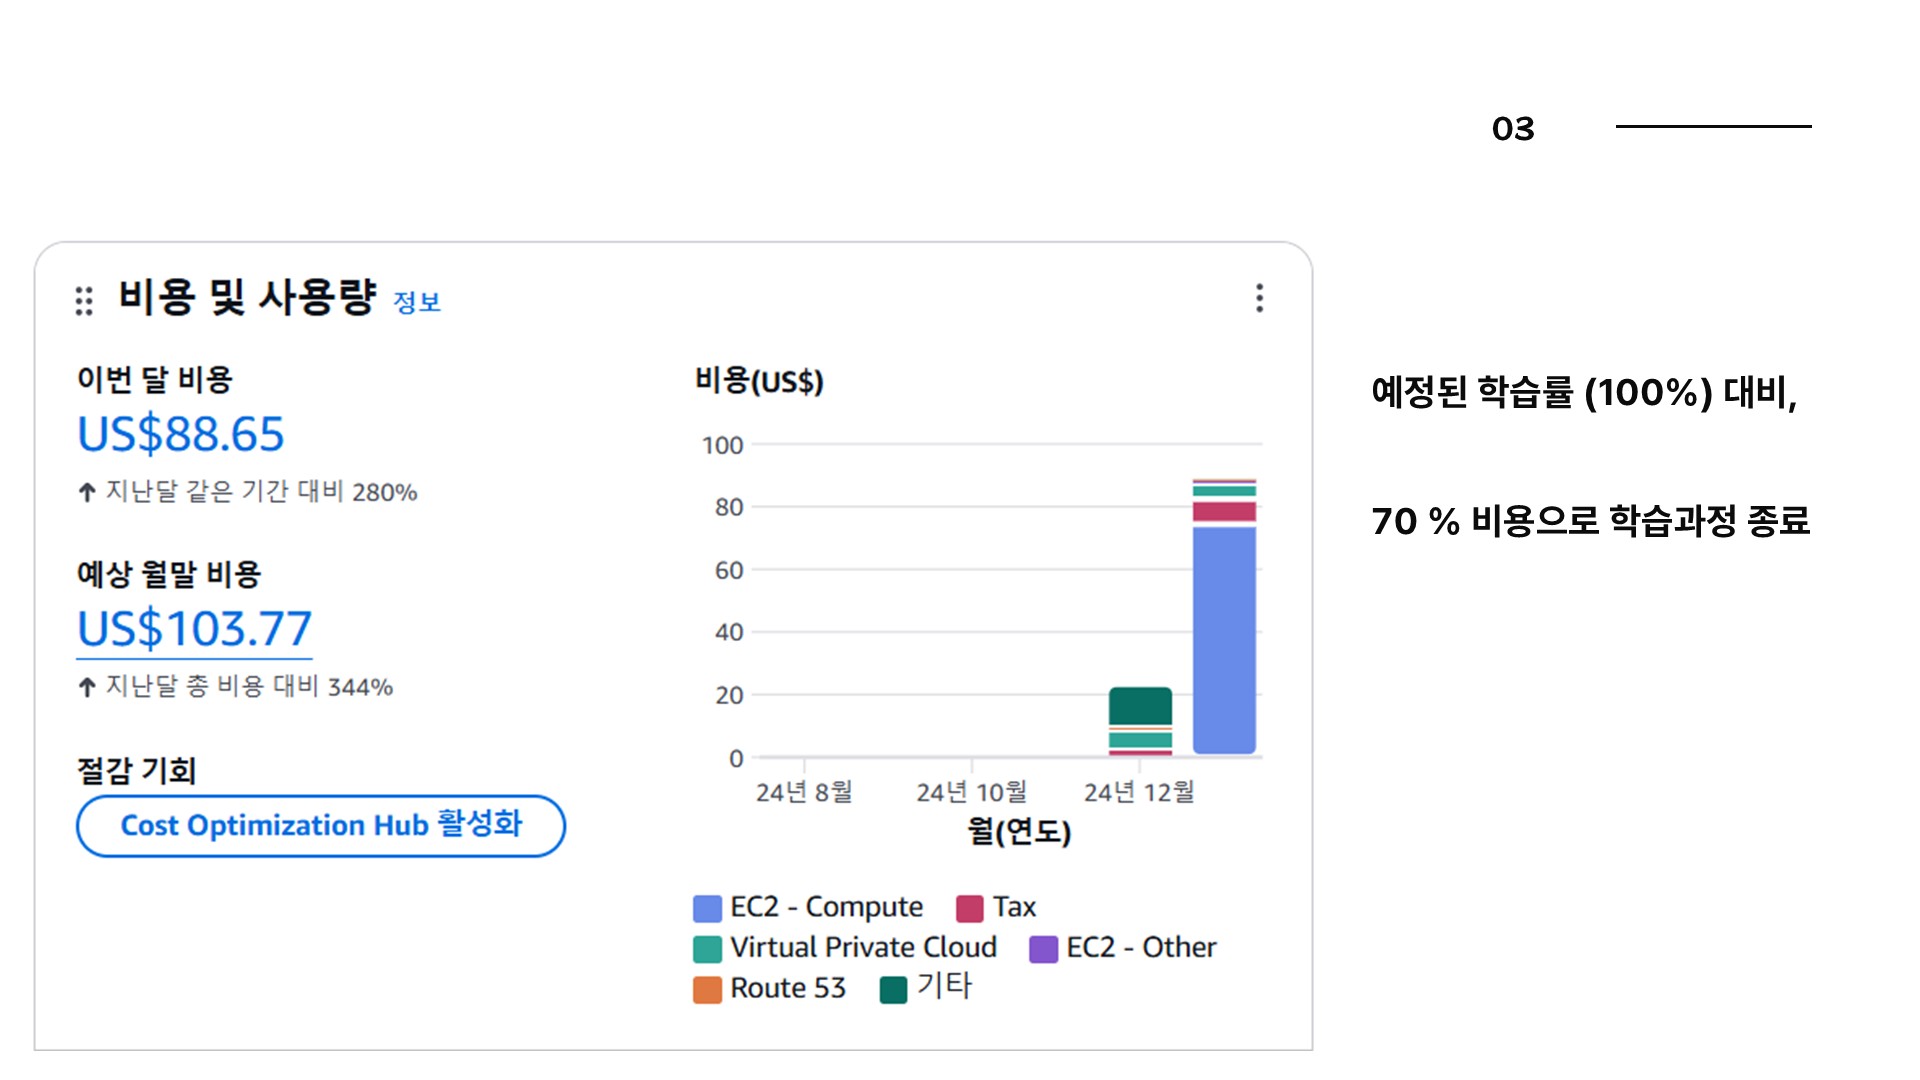 03
비용 및 사용량 정보
이번 달 비용
US$88.65
↑ 지난달 같은 기간 대비 280%
예상 월말 비용
US$103.77
↑ 지난달 총 비용 대비 344%
절감 기회
Cost Optimization Hub 활성화
비용(US$)
100
80
60
40
20
0
24년 8월 24년 10월 24년 12월
월(연도)
EC2 - Compute Tax
Virtual Private Cloud EC2 - Other
Route 53 기타
예정된 학습률 (100%) 대비,
70 % 비용으로 학습과정 종료